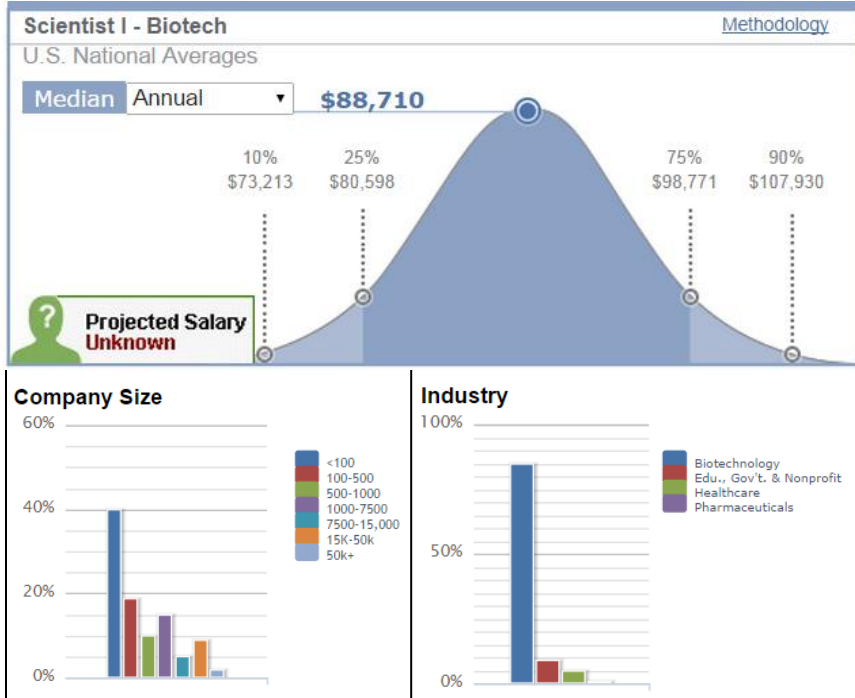 Scientist I - Biotech
Methodology
U.S. National Averages
Median Annual $88,710
10% 25% 75% 90%
$73,213 $80,598 $98,771 $107,930
?
Projected Salary
Unknown
Company Size
60%
40%
20%
0%
<100
100-500
500-1000
1000-7500
7500-15,000
15K-50k
50k+
Industry
100%
50%
0%
Biotechnology
Edu., Gov't. & Nonprofit
Healthcare
Pharmaceuticals